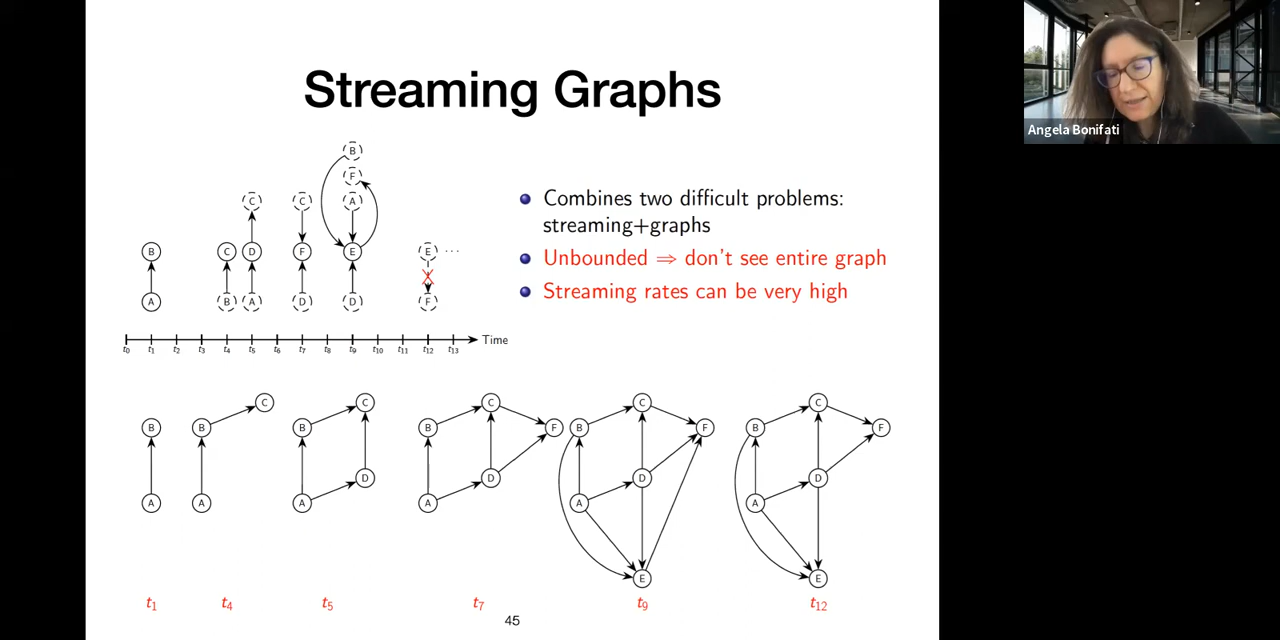 Streaming Graphs
Angela Bonifati
B
F
C C A
B C D F E E ...
A B A D D F
Combines two difficult problems:
streaming+graphs
Unbounded ⇒ don't see entire graph
Streaming rates can be very high
Time
t0 t1 t2 t3 t4 t5 t6 t7 t8 t9 t10 t11 t12 t13
C C C C C
B B B B F B F B F
D D D D
A A A A A A
E E
t1 t4 t5 t7 t9 t12
45